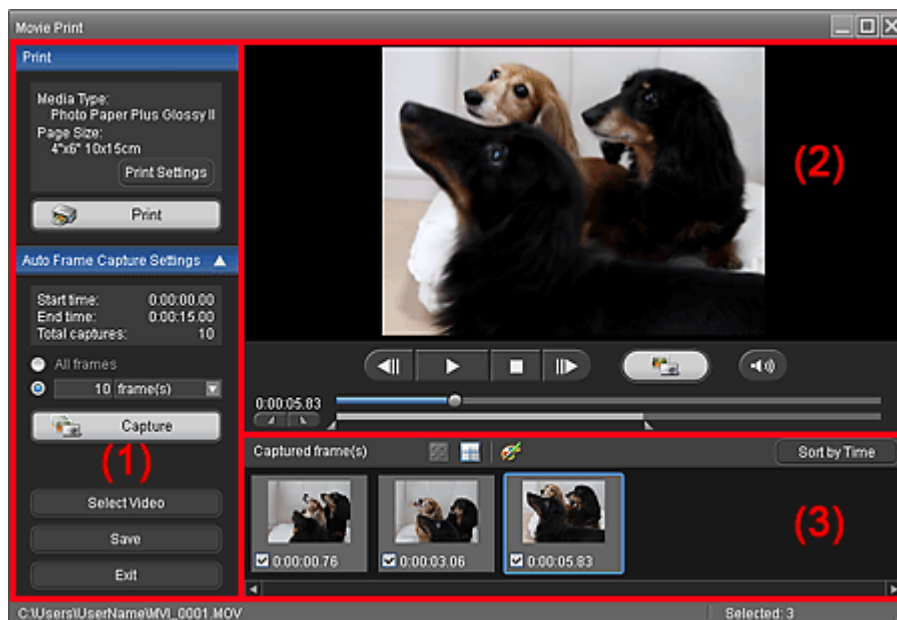 Movie Print
Print
Media Type:
Photo Paper Plus Glossy II
Page Size:
4"x6" 10x15cm
Print Settings
Print
Auto Frame Capture Settings
Start time: 0:00:00.00
End time: 0:00:15.00
Total captures: 10
All frames
10 frame(s)
Capture
(1)
Select Video
Save
Exit
(2)
0:00:05.83
Captured frame(s)
Sort by Time
0:00:00.76
0:00:03.06
0:00:05.83
(3)
C:\Users\UserName\MVI_0001.MOV
Selected: 3